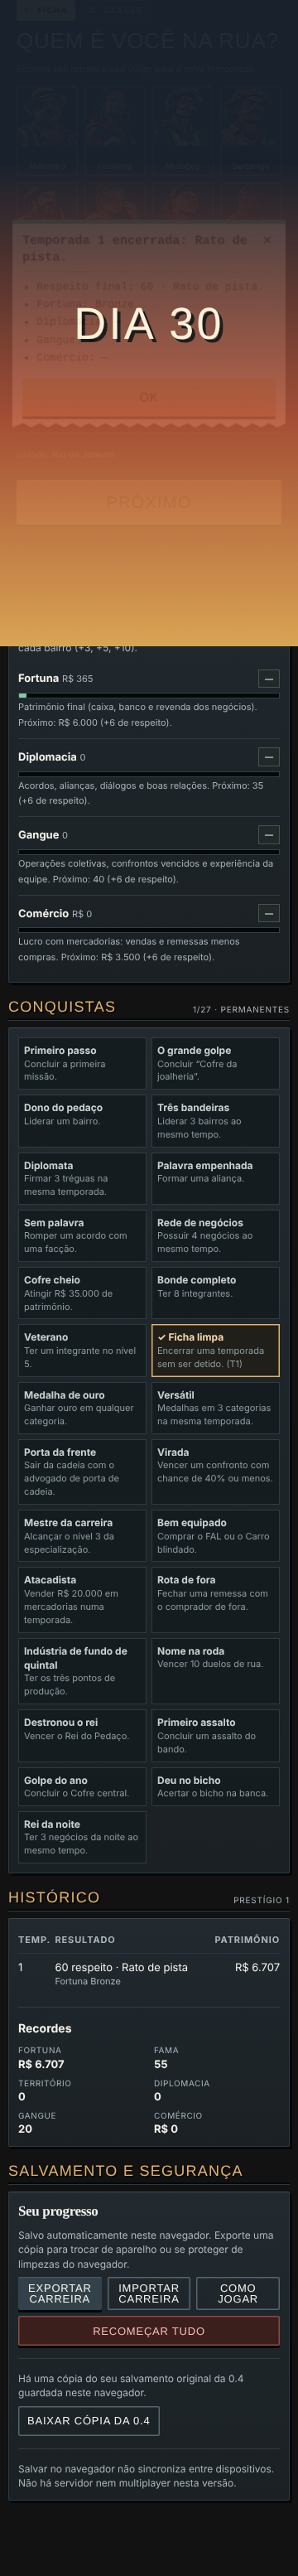 QUEM É VOCÊ NA RUA?
Temporada 1 encerrada: Rato de
pista.
• Respeito final: 60 · Rato de pista.
• Fortuna: Bronze
DIA 30
• Comércio: —
OK
PRÓXIMO
cada bairro (+3, +5, +10).
Fortuna R$ 365
Patrimônio final (caixa, banco e revenda dos negócios).
Próximo: R$ 6.000 (+6 de respeito).
Diplomacia 0
Acordos, alianças, diálogos e boas relações. Próximo: 35
(+6 de respeito).
Gangue 0
Operações coletivas, confrontos vencidos e experiência da
equipe. Próximo: 40 (+6 de respeito).
Comércio R$ 0
Lucro com mercadorias: vendas e remessas menos
compras. Próximo: R$ 3.500 (+6 de respeito).
CONQUISTAS
1/27 · PERMANENTES
Primeiro passo
Concluir a primeira
missão.
O grande golpe
Concluir “Cofre da
joalheria”.
Dono do pedaço
Liderar um bairro.
Três bandeiras
Liderar 3 bairros ao
mesmo tempo.
Diplomata
Firmar 3 tréguas na
mesma temporada.
Palavra empenhada
Formar uma aliança.
Sem palavra
Romper um acordo com
uma facção.
Rede de negócios
Possuir 4 negócios ao
mesmo tempo.
Cofre cheio
Atingir R$ 35.000 de
patrimônio.
Bonde completo
Ter 8 integrantes.
Veterano
Ter um integrante no nível
5.
✓ Ficha limpa
Encerrar uma temporada
sem ser detido. (T1)
Medalha de ouro
Ganhar ouro em qualquer
categoria.
Versátil
Medalhas em 3 categorias
na mesma temporada.
Porta da frente
Sair da cadeia com o
advogado de porta de
cadeia.
Virada
Vencer um confronto com
chance de 40% ou menos.
Mestre da carreira
Alcançar o nível 3 da
especialização.
Bem equipado
Comprar o FAL ou o Carro
blindado.
Atacadista
Vender R$ 20.000 em
mercadorias numa
temporada.
Rota de fora
Fechar uma remessa com
o comprador de fora.
Indústria de fundo de
quintal
Ter os três pontos de
produção.
Nome na roda
Vencer 10 duelos de rua.
Destronou o rei
Vencer o Rei do Pedaço.
Primeiro assalto
Concluir um assalto do
bando.
Golpe do ano
Concluir o Cofre central.
Deu no bicho
Acertar o bicho na banca.
Rei da noite
Ter 3 negócios da noite ao
mesmo tempo.
HISTÓRICO
PRESTÍGIO 1
TEMP. RESULTADO PATRIMÔNIO
1 60 respeito · Rato de pista R$ 6.707
Fortuna Bronze
Recordes
FORTUNA
R$ 6.707
FAMA
55
TERRITÓRIO
0
DIPLOMACIA
0
GANGUE
20
COMÉRCIO
R$ 0
SALVAMENTO E SEGURANÇA
Seu progresso
Salvo automaticamente neste navegador. Exporte uma
cópia para trocar de aparelho ou se proteger de
limpezas do navegador.
EXPORTAR
CARREIRA
IMPORTAR
CARREIRA
COMO
JOGAR
RECOMEÇAR TUDO
Há uma cópia do seu salvamento original da 0.4
guardada neste navegador.
BAIXAR CÓPIA DA 0.4
Salvar no navegador não sincroniza entre dispositivos.
Não há servidor nem multiplayer nesta versão.